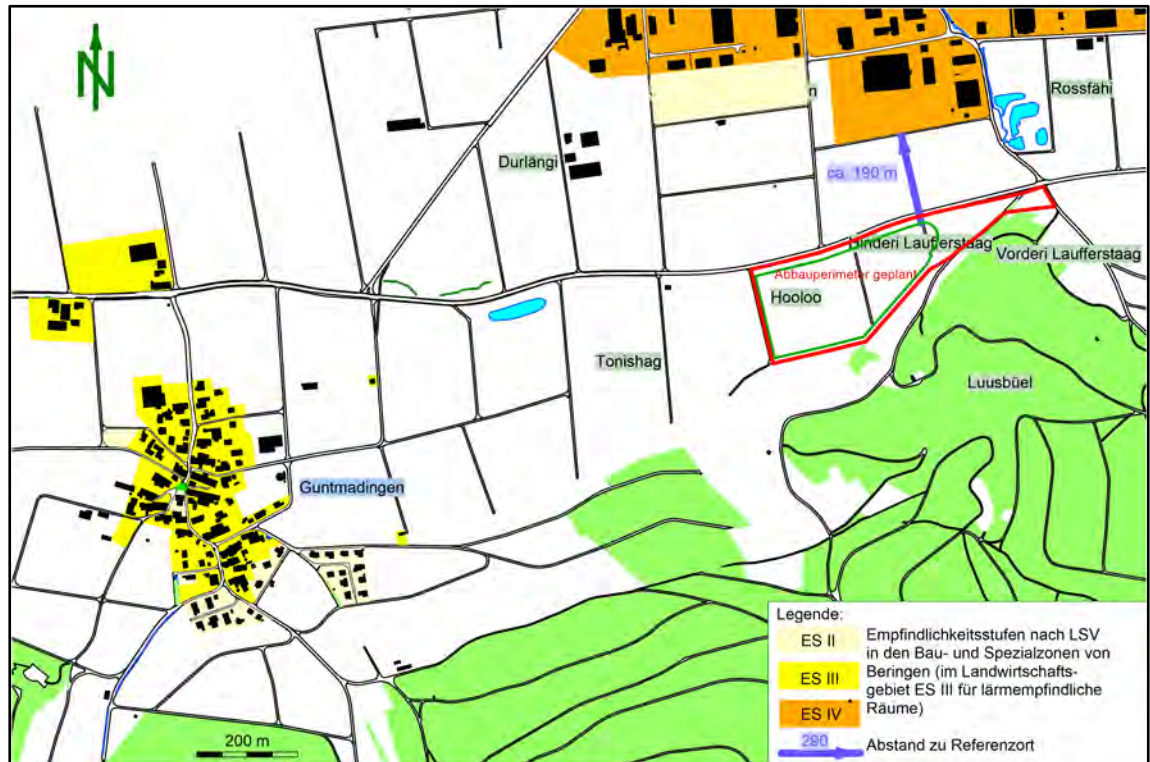 N
n
Rossfähi
Durlängi
ca. 190 m
Hinderi Laufferstaag
Vorderi Laufferstaag
Abbauperimeter geplant
Hooloo
Tonishag
Luusbüel
Guntmadingen
200 m
Legende:
ES II
Empfindlichkeitsstufen nach LSV
in den Bau- und Spezialzonen von
Beringen (im Landwirtschafts-
ES III
gebiet ES III für lärmempfindliche
Räume)
ES IV
290
Abstand zu Referenzort